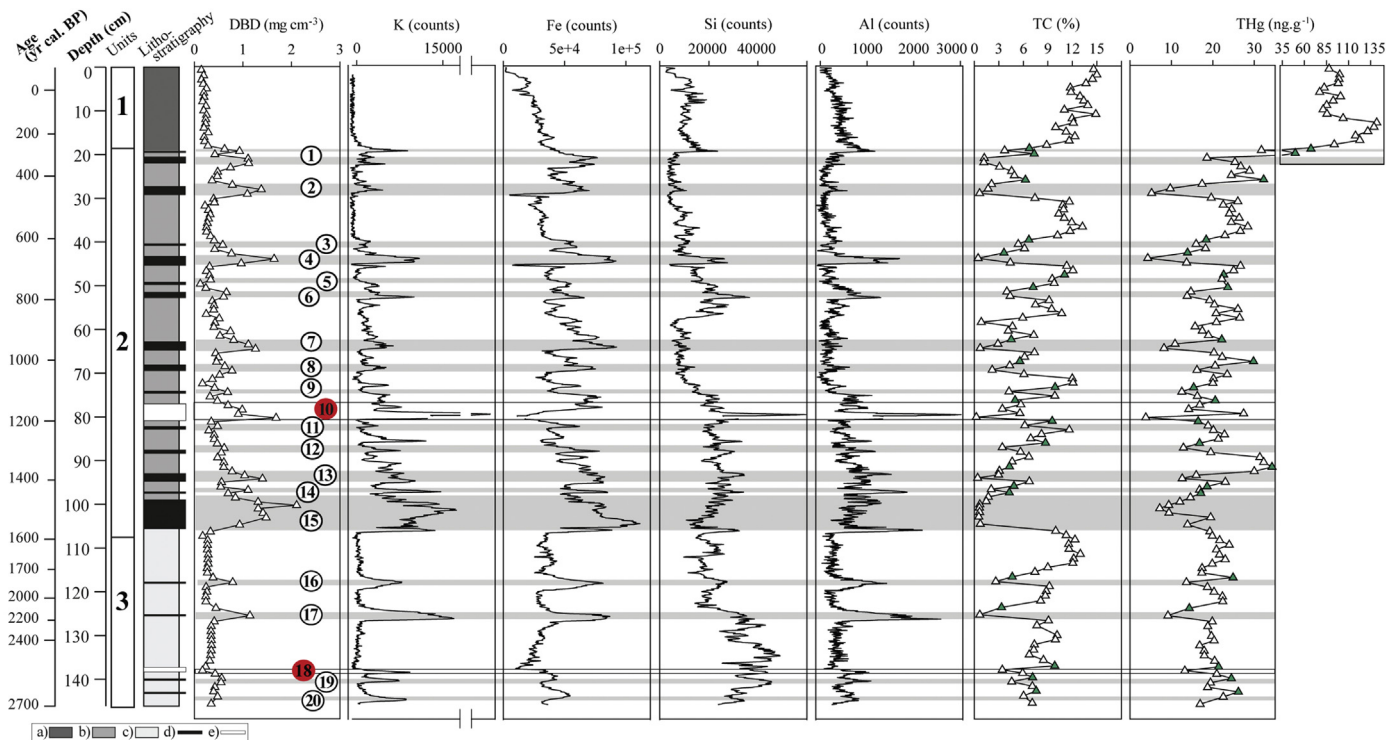 Age
(yr cal. BP)
Depth (cm)
Units
Litho-
stratigraphy
DBD (mg cm⁻³)
K (counts)
Fe (counts)
Si (counts)
Al (counts)
TC (%)
THg (ng.g⁻¹)
0 1 2 3
0 15000
0 5e+4 1e+5
0 20000 40000
0 1000 2000 3000
0 3 6 9 12 15
0 10 20 30
35 60 85 110 135
0
200
400
600
800
1000
1200
1400
1600
1700
2000
2200
2400
2700
0
10
20
30
40
50
60
70
80
90
100
110
120
130
140
1
2
3
1
2
3
4
5
6
7
8
9
10
11
12
13
14
15
16
17
18
19
20
a) b) c) d) e)